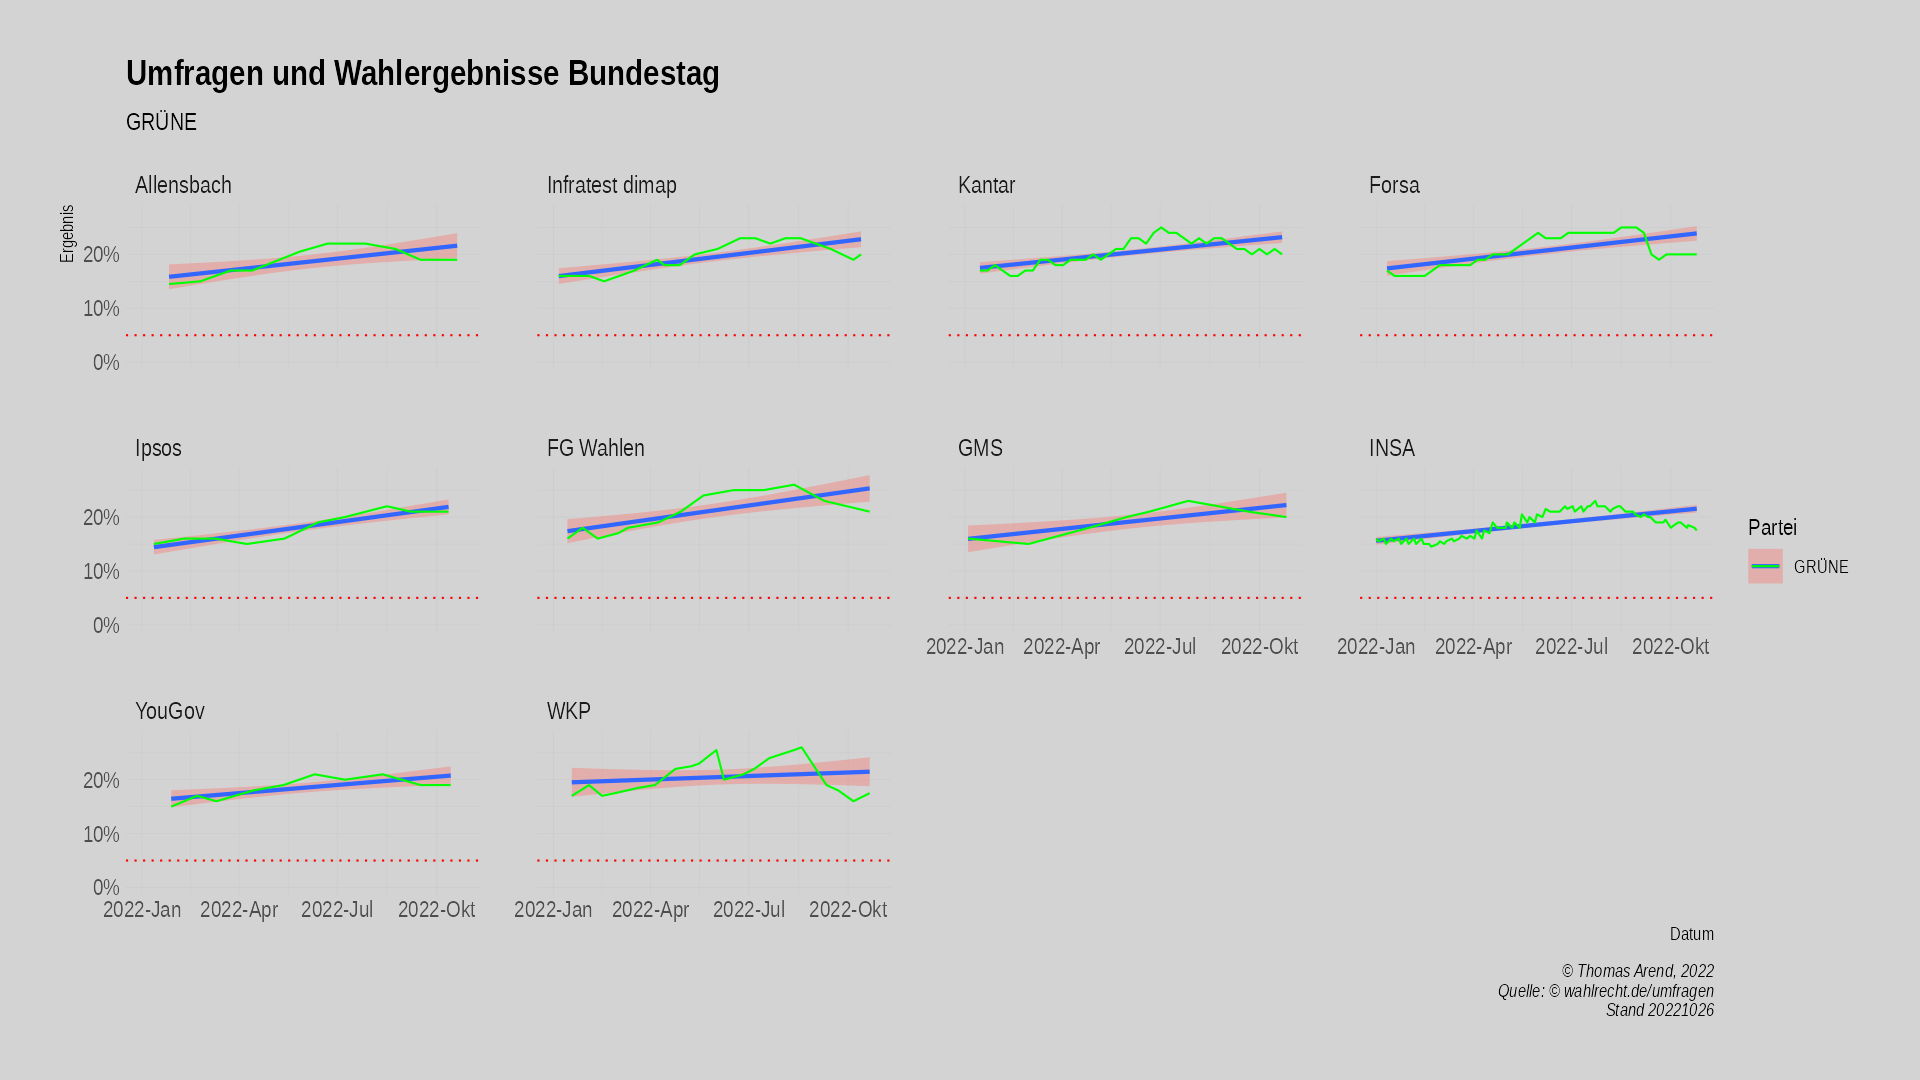 Umfragen und Wahlergebnisse Bundestag
GRÜNE
Allensbach
Infratest dimap
Kantar
Forsa
Ergebnis
20%
10%
0%
Ipsos
FG Wahlen
GMS
INSA
20%
10%
0%
2022-Jan 2022-Apr 2022-Jul 2022-Okt
2022-Jan 2022-Apr 2022-Jul 2022-Okt
Partei
GRÜNE
YouGov
WKP
20%
10%
0%
2022-Jan 2022-Apr 2022-Jul 2022-Okt
2022-Jan 2022-Apr 2022-Jul 2022-Okt
Datum
© Thomas Arend, 2022
Quelle: © wahlrecht.de/umfragen
Stand 20221026